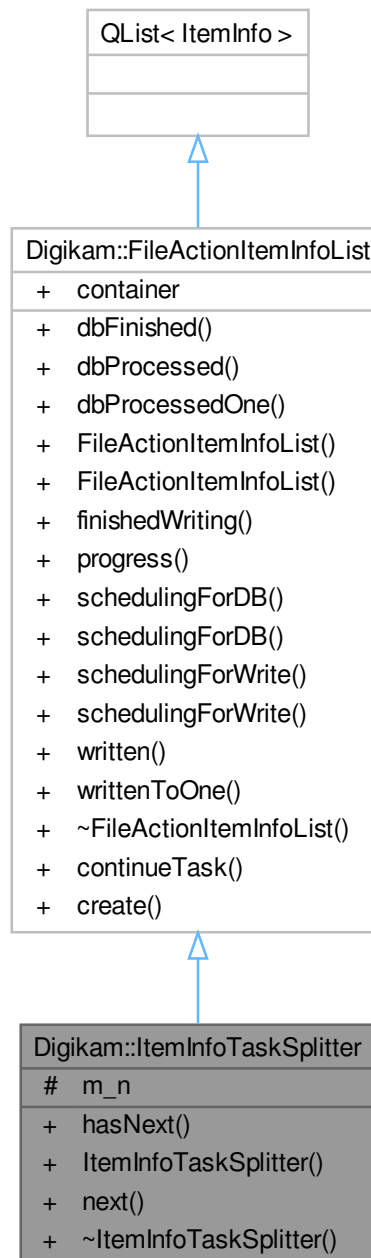 QList< ItemInfo >
Digikam::FileActionItemInfoList
+ container
+ dbFinished()
+ dbProcessed()
+ dbProcessedOne()
+ FileActionItemInfoList()
+ FileActionItemInfoList()
+ finishedWriting()
+ progress()
+ schedulingForDB()
+ schedulingForDB()
+ schedulingForWrite()
+ schedulingForWrite()
+ written()
+ writtenToOne()
+ ~FileActionItemInfoList()
+ continueTask()
+ create()
Digikam::ItemInfoTaskSplitter
# m_n
+ hasNext()
+ ItemInfoTaskSplitter()
+ next()
+ ~ItemInfoTaskSplitter()